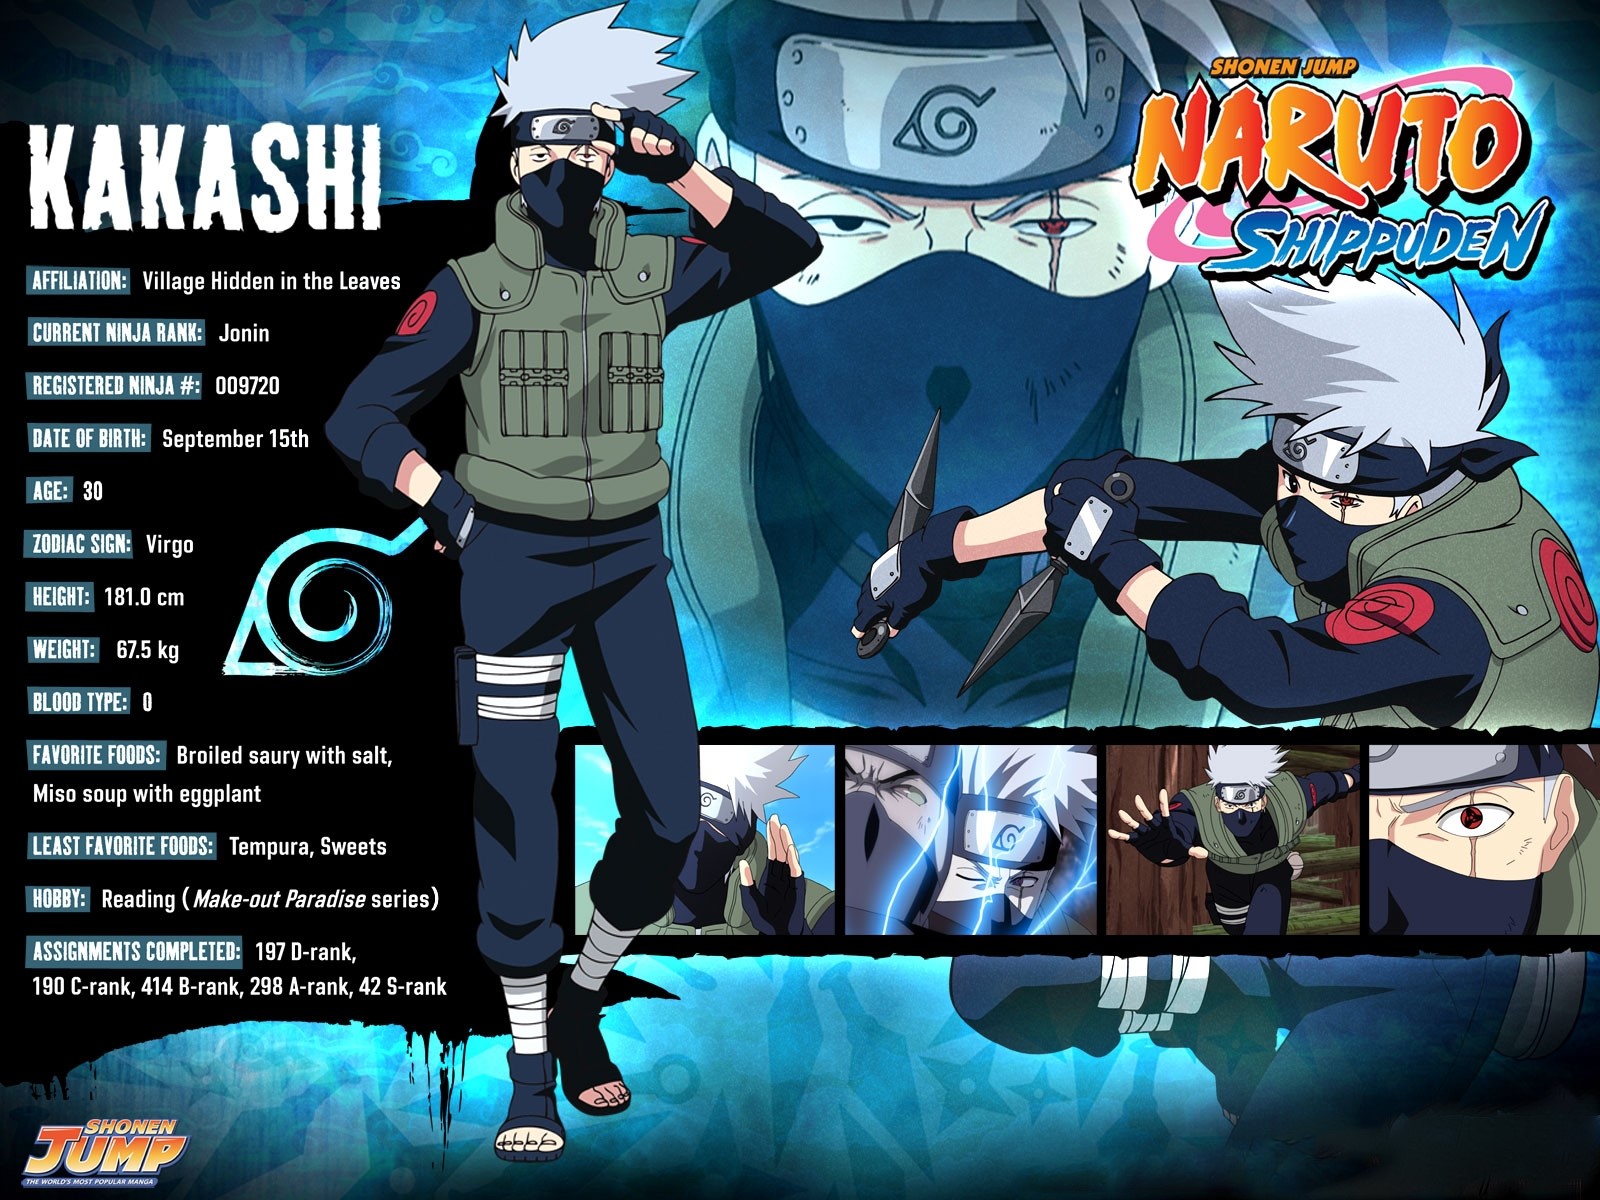 SHONEN JUMP
NARUTO
SHIPPUDEN
KAKASHI
AFFILIATION: Village Hidden in the Leaves
CURRENT NINJA RANK: Jonin
REGISTERED NINJA #: 009720
DATE OF BIRTH: September 15th
AGE: 30
ZODIAC SIGN: Virgo
HEIGHT: 181.0 cm
WEIGHT: 67.5 kg
BLOOD TYPE: O
FAVORITE FOODS: Broiled saury with salt,
Miso soup with eggplant
LEAST FAVORITE FOODS: Tempura, Sweets
HOBBY: Reading (Make-out Paradise series)
ASSIGNMENTS COMPLETED: 197 D-rank,
190 C-rank, 414 B-rank, 298 A-rank, 42 S-rank
SHONEN
JUMP
THE WORLD'S MOST POPULAR MANGA